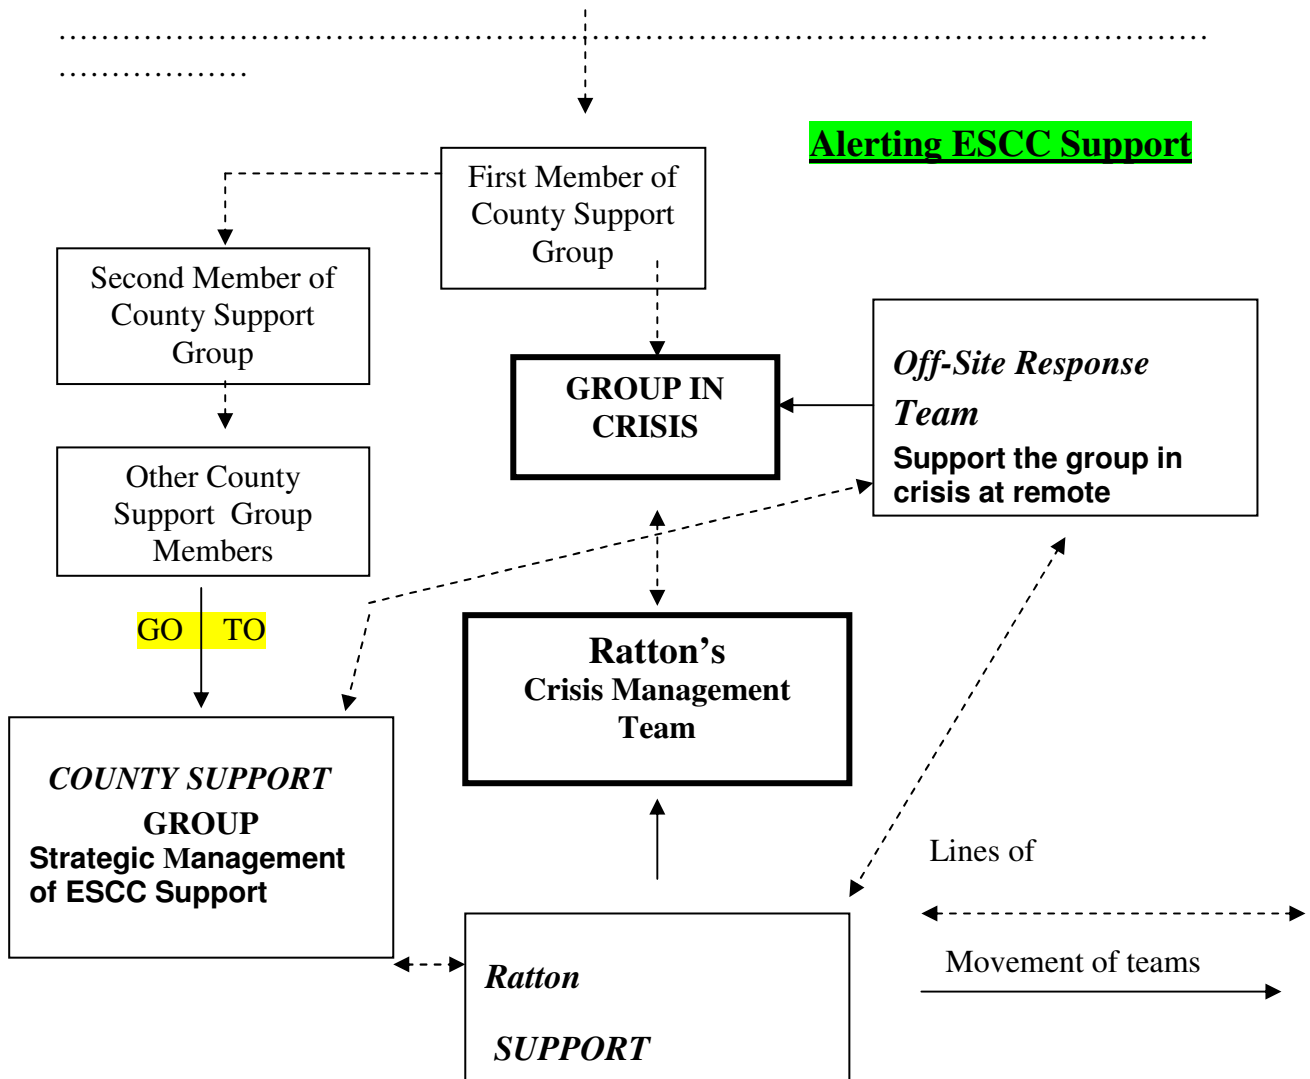 ……………………………………………………………………………………………
………………
Alerting ESCC Support
First Member of
County Support
Group
Second Member of
County Support
Group
GROUP IN
CRISIS
Off-Site Response
Team
Support the group in
crisis at remote
Other County
Support Group
Members
GO TO
Ratton’s
Crisis Management
Team
COUNTY SUPPORT
GROUP
Strategic Management
of ESCC Support
Lines of
Movement of teams
Ratton
SUPPORT